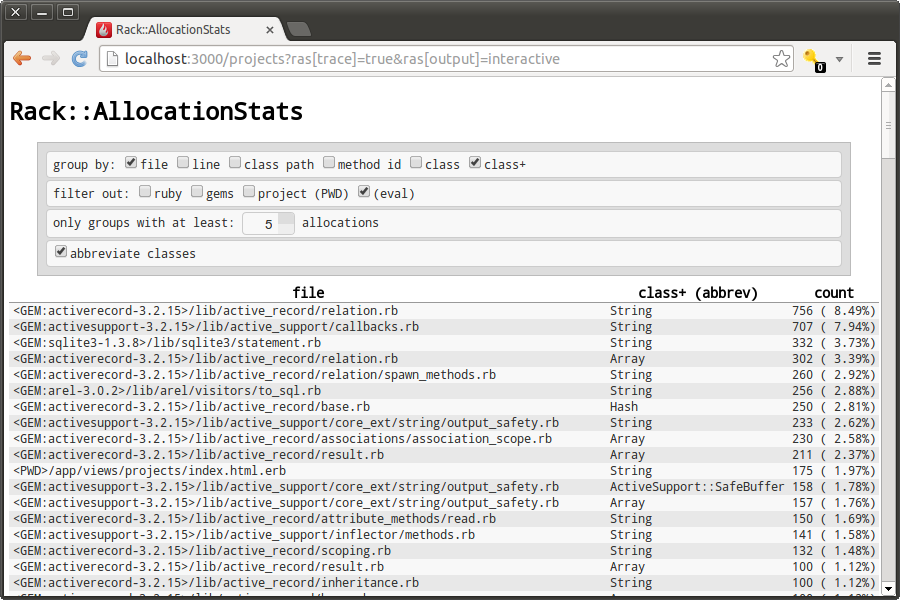 Rack::AllocationStats
localhost:3000/projects?ras[trace]=true&ras[output]=interactive
0
Rack::AllocationStats
group by: file line class path method id class class+
filter out: ruby gems project (PWD) (eval)
only groups with at least: 5 allocations
abbreviate classes
file class+ (abbrev) count
<GEM:activerecord-3.2.15>/lib/active_record/relation.rb String 756 ( 8.49%)
<GEM:activesupport-3.2.15>/lib/active_support/callbacks.rb String 707 ( 7.94%)
<GEM:sqlite3-1.3.8>/lib/sqlite3/statement.rb String 332 ( 3.73%)
<GEM:activerecord-3.2.15>/lib/active_record/relation.rb Array 302 ( 3.39%)
<GEM:activerecord-3.2.15>/lib/active_record/relation/spawn_methods.rb String 260 ( 2.92%)
<GEM:arel-3.0.2>/lib/arel/visitors/to_sql.rb String 256 ( 2.88%)
<GEM:activerecord-3.2.15>/lib/active_record/base.rb Hash 250 ( 2.81%)
<GEM:activesupport-3.2.15>/lib/active_support/core_ext/string/output_safety.rb String 233 ( 2.62%)
<GEM:activerecord-3.2.15>/lib/active_record/associations/association_scope.rb Array 230 ( 2.58%)
<GEM:activerecord-3.2.15>/lib/active_record/result.rb Array 211 ( 2.37%)
<PWD>/app/views/projects/index.html.erb String 175 ( 1.97%)
<GEM:activesupport-3.2.15>/lib/active_support/core_ext/string/output_safety.rb ActiveSupport::SafeBuffer 158 ( 1.78%)
<GEM:activesupport-3.2.15>/lib/active_support/core_ext/string/output_safety.rb Array 157 ( 1.76%)
<GEM:activerecord-3.2.15>/lib/active_record/attribute_methods/read.rb String 150 ( 1.69%)
<GEM:activesupport-3.2.15>/lib/active_support/inflector/methods.rb String 141 ( 1.58%)
<GEM:activerecord-3.2.15>/lib/active_record/scoping.rb String 132 ( 1.48%)
<GEM:activerecord-3.2.15>/lib/active_record/result.rb Array 100 ( 1.12%)
<GEM:activerecord-3.2.15>/lib/active_record/inheritance.rb String 100 ( 1.12%)